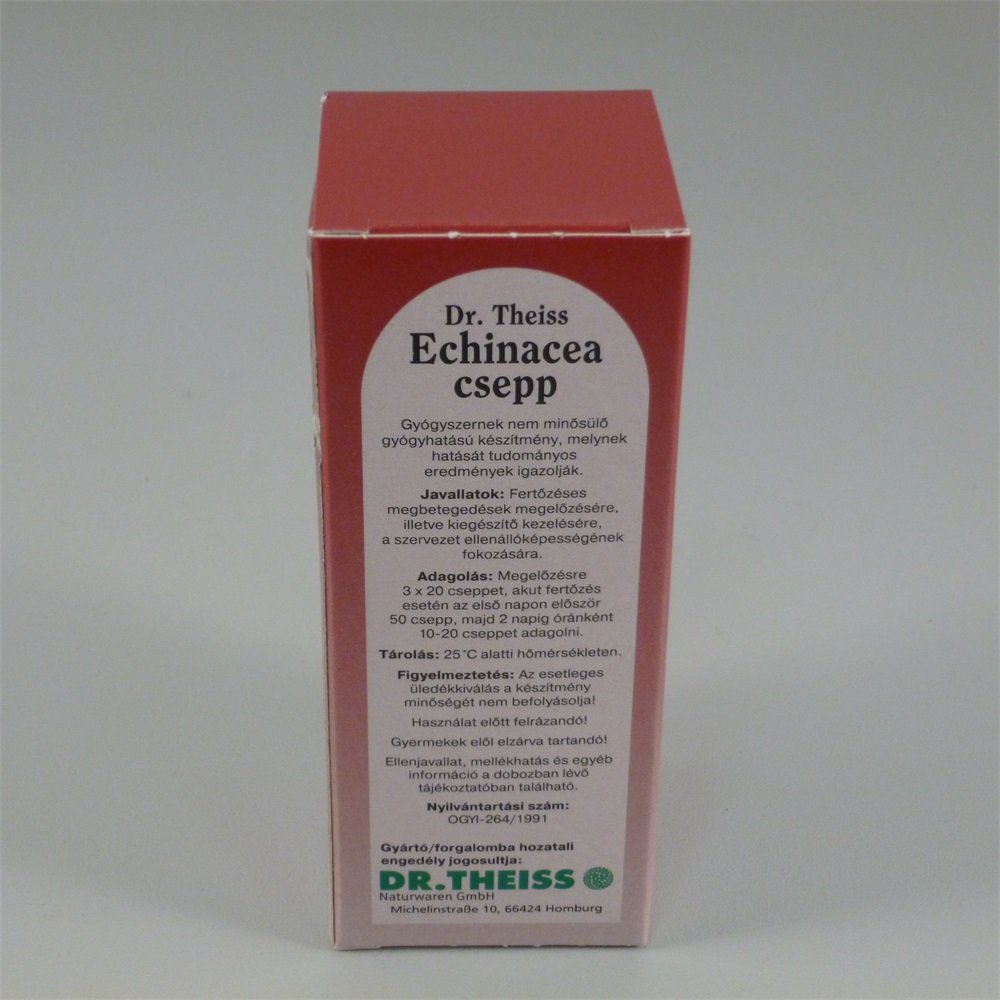 Dr. Theiss
Echinacea
csepp
Gyógyszernek nem minősülő
gyógyhatású készítmény, melynek
hatását tudományos
eredmények igazolják.
Javallatok: Fertőzéses
megbetegedések megelőzésére,
illetve kiegészítő kezelésére,
a szervezet ellenállóképességének
fokozására.
Adagolás: Megelőzésre
3 x 20 cseppet, akut fertőzés
esetén az első napon először
50 csepp, majd 2 napig óránként
10-20 cseppet adagolni.
Tárolás: 25°C alatti hőmérsékleten.
Figyelmeztetés: Az esetleges
üledékkiválás a készítmény
minőségét nem befolyásolja!
Használat előtt felrázandó!
Gyermekek elől elzárva tartandó!
Ellenjavallat, mellékhatás és egyéb
információ a dobozban lévő
tájékoztatóban található.
Nyilvántartási szám:
OGYI-264/1991
Gyártó/forgalomba hozatali
engedély jogosultja:
DR.THEISS
Naturwaren GmbH
Michelinstraße 10, 66424 Homburg